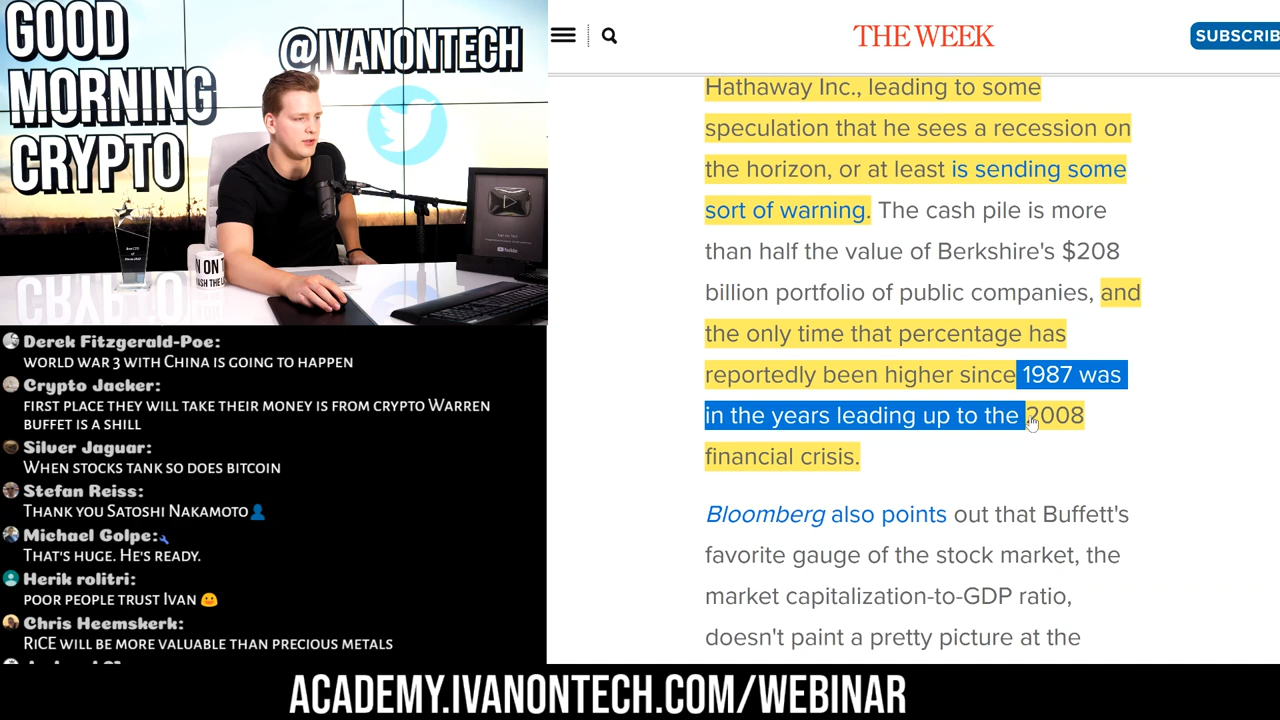 GOOD
MORNING
CRYPTO
@IVANONTECH
YouTube
Derek Fitzgerald-Poe:
WORLD WAR 3 WITH CHINA IS GOING TO HAPPEN
Crypto Jacker:
FIRST PLACE THEY WILL TAKE THEIR MONEY IS FROM CRYPTO WARREN
BUFFET IS A SHILL
Silver Jaguar:
WHEN STOCKS TANK SO DOES BITCOIN
Stefan Reiss:
THANK YOU SATOSHI NAKAMOTO👤
Michael Golpe:
THAT'S HUGE. HE'S READY.
Herik rolitri:
POOR PEOPLE TRUST IVAN
Chris Heemskerk:
RICE WILL BE MORE VALUABLE THAN PRECIOUS METALS
THE WEEK
SUBSCRIB
Hathaway Inc., leading to some
speculation that he sees a recession on
the horizon, or at least is sending some
sort of warning. The cash pile is more
than half the value of Berkshire's $208
billion portfolio of public companies, and
the only time that percentage has
reportedly been higher since 1987 was
in the years leading up to the 2008
financial crisis.
Bloomberg also points out that Buffett's
favorite gauge of the stock market, the
market capitalization-to-GDP ratio,
doesn't paint a pretty picture at the
ACADEMY.IVANONTECH.COM/WEBINAR